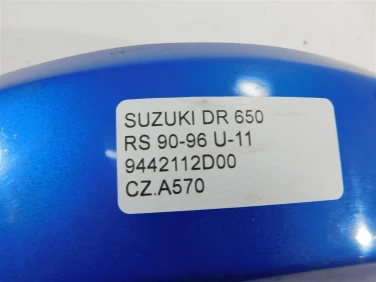 SUZUKI DR 650
RS 90-96 U-11
9442112D00
CZ.A570